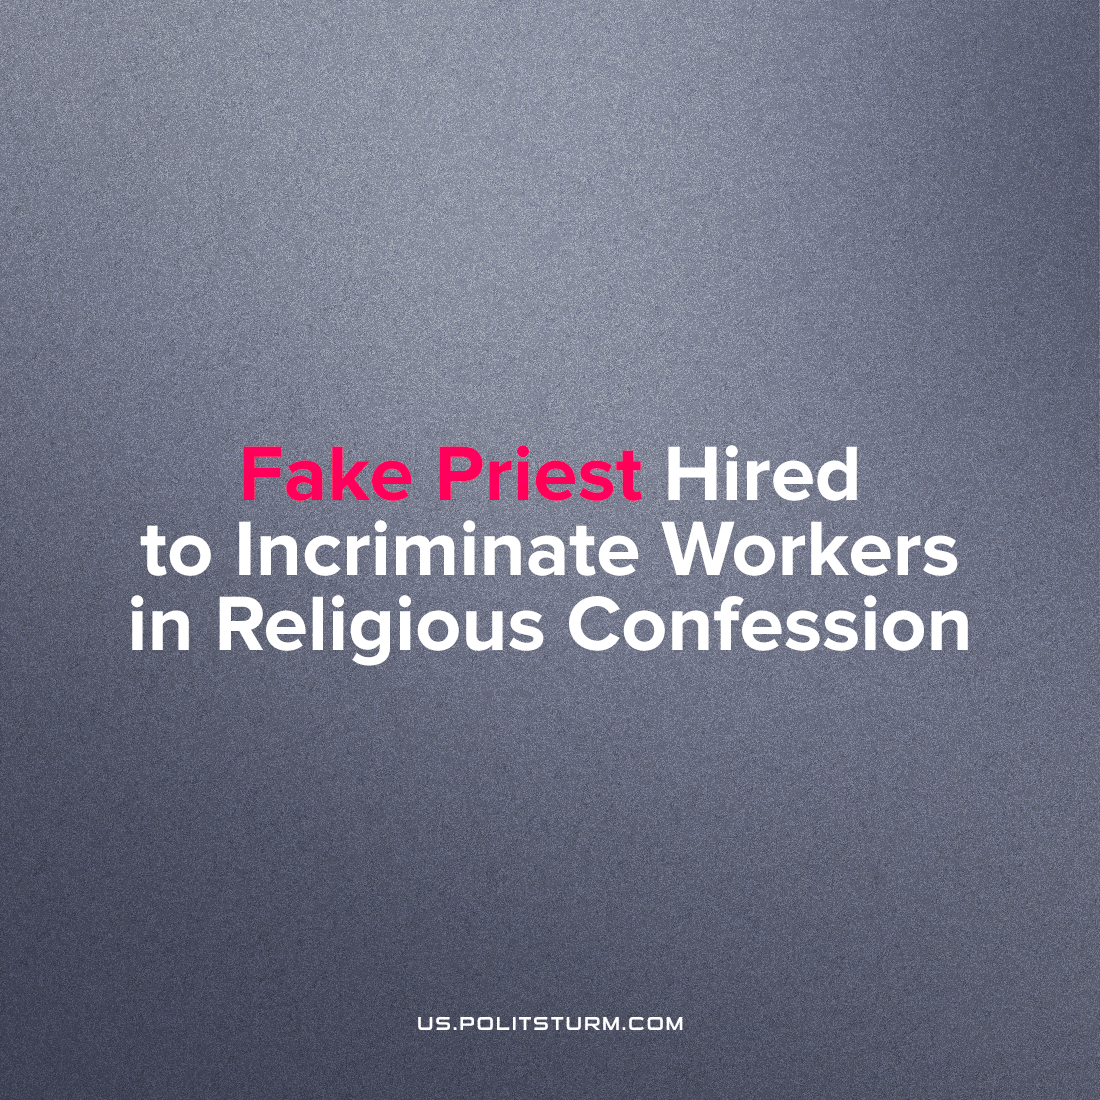 Fake Priest Hired
to Incriminate Workers
in Religious Confession
US.POLITSTURM.COM